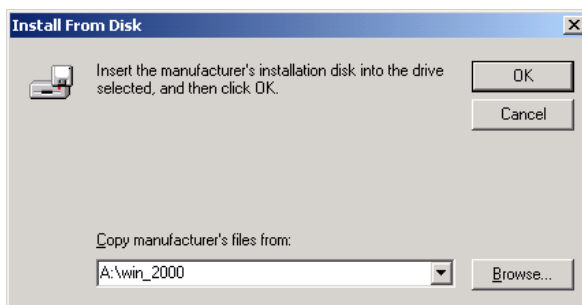 Install From Disk
Insert the manufacturer's installation disk into the drive
selected, and then click OK.
OK
Cancel
Copy manufacturer's files from:
A:\win_2000
Browse...